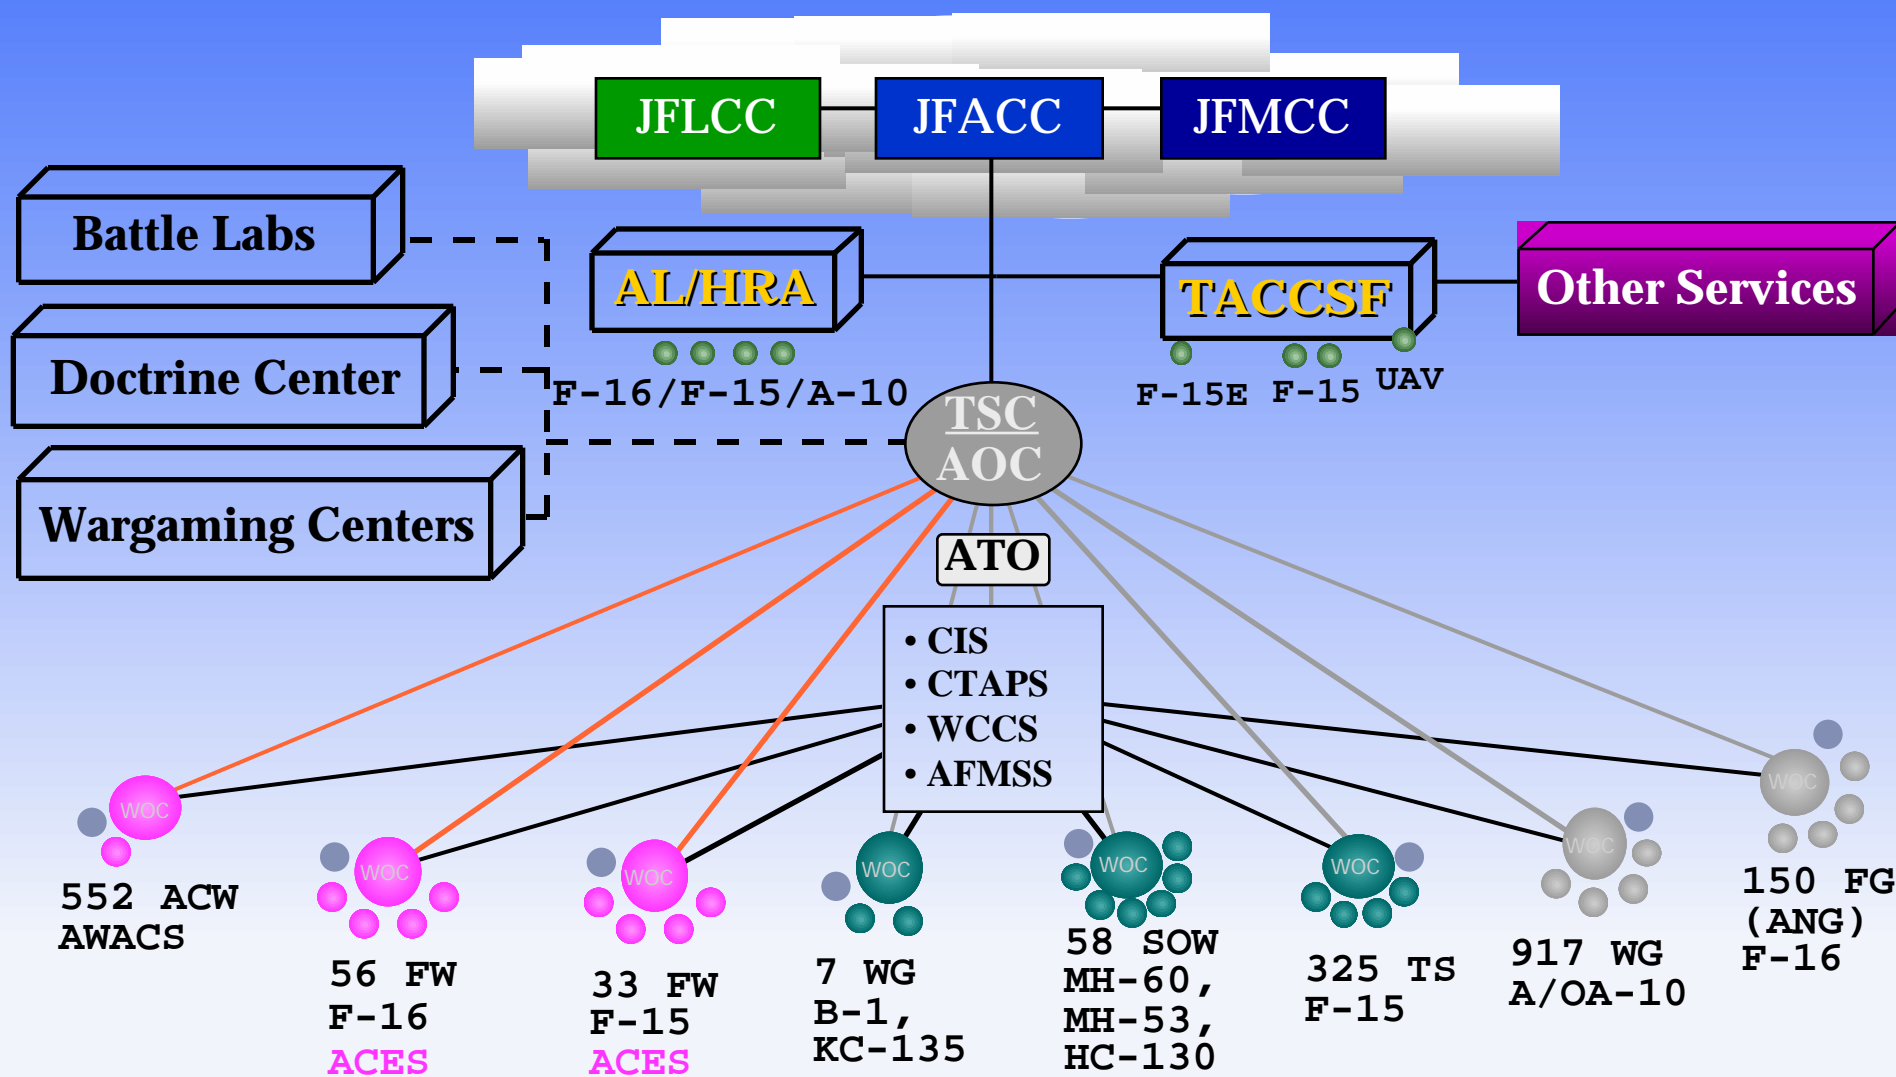 JFLCC
JFACC
JFMCC
Battle Labs
AL/HRA
TACCSF
Other Services
Doctrine Center
F-16/F-15/A-10
F-15E
F-15
UAV
TSC
AOC
Wargaming Centers
ATO
• CIS
• CTAPS
• WCCS
• AFMSS
WOC
552 ACW
AWACS
WOC
56 FW
F-16
ACES
WOC
33 FW
F-15
ACES
WOC
7 WG
B-1,
KC-135
WOC
58 SOW
MH-60,
MH-53,
HC-130
WOC
325 TS
F-15
WOC
917 WG
A/OA-10
WOC
150 FG
(ANG)
F-16